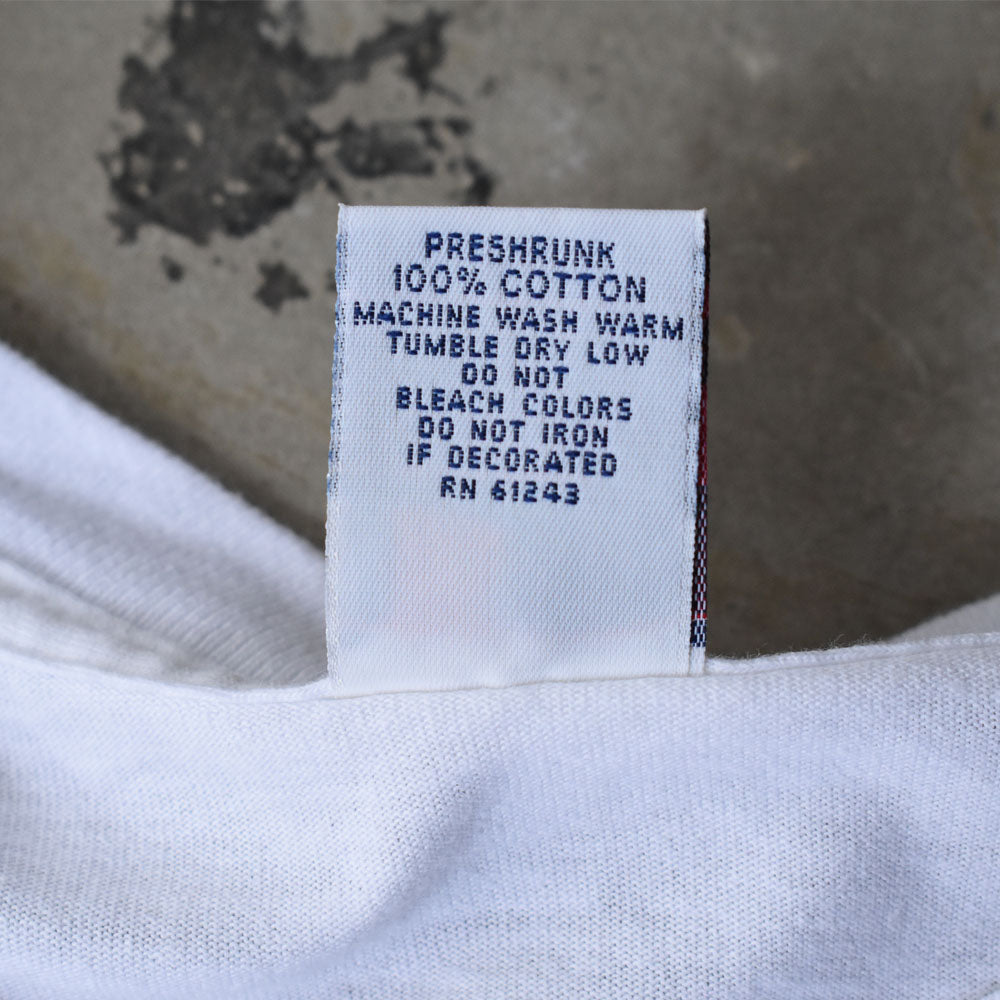 PRESHRUNK
100% COTTON
MACHINE WASH WARM
TUMBLE DRY LOW
DO NOT
BLEACH COLORS
DO NOT IRON
IF DECORATED
RN 61243